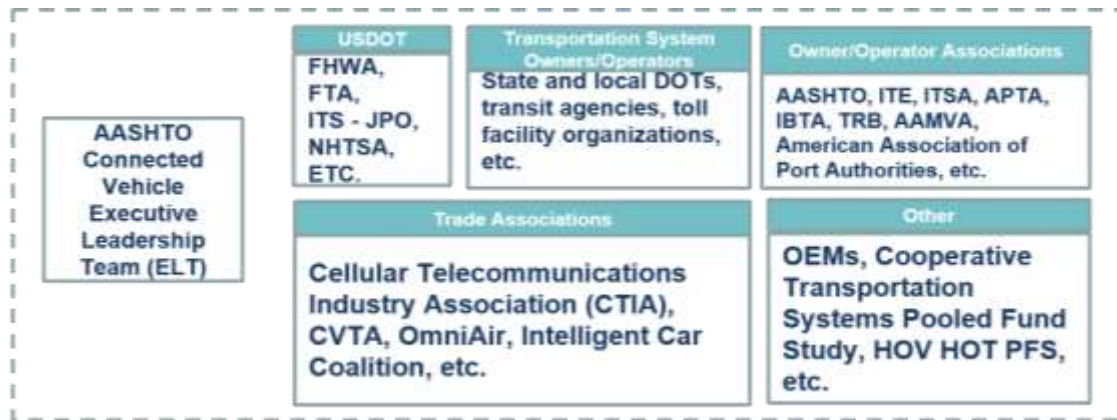 AASHTO
Connected
Vehicle
Executive
Leadership
Team (ELT)
USDOT
FHWA,
FTA,
ITS - JPO,
NHTSA,
ETC.
Transportation System
Owners/Operators
State and local DOTs,
transit agencies, toll
facility organizations,
etc.
Owner/Operator Associations
AASHTO, ITE, ITSA, APTA,
IBTA, TRB, AAMVA,
American Association of
Port Authorities, etc.
Trade Associations
Cellular Telecommunications
Industry Association (CTIA),
CVTA, OmniAir, Intelligent Car
Coalition, etc.
Other
OEMs, Cooperative
Transportation
Systems Pooled Fund
Study, HOV HOT PFS,
etc.